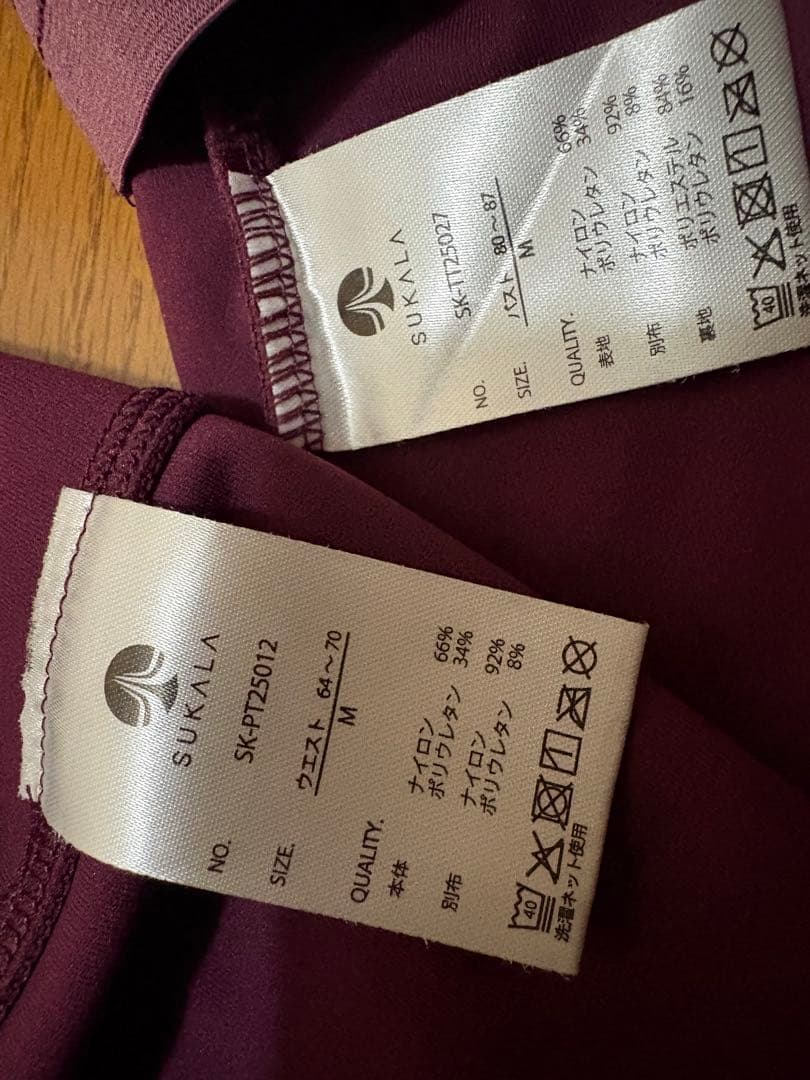 SUKALA
NO. SK-TT25027
SIZE. バスト 80～87
M
QUALITY.
表地 ナイロン 66%
ポリウレタン 34%
別布 ナイロン 92%
ポリウレタン 8%
裏地 ポリエステル 84%
ポリウレタン 16%
40
洗濯ネット使用
SUKALA
NO. SK-PT25012
SIZE. ウエスト 64～70
M
QUALITY.
本体 ナイロン 66%
ポリウレタン 34%
別布 ナイロン 92%
ポリウレタン 8%
40
洗濯ネット使用